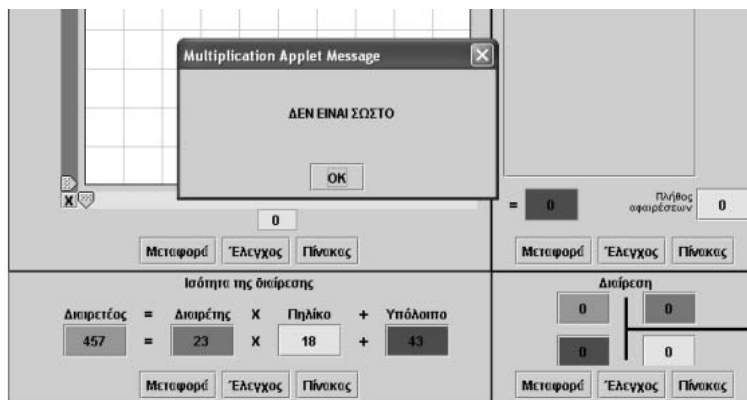 Multiplication Applet Message
ΔΕΝ ΕΙΝΑΙ ΣΩΣΤΟ
OK
X
0
Μεταφορά Έλεγχος Πίνακας
= 0 Πλήθος αφαιρέσεων 0
Μεταφορά Έλεγχος Πίνακας
Ισότητα της διαίρεσης
Διαιρετέος = Διαιρέτης X Πηλίκο + Υπόλοιπο
457 = 23 X 18 + 43
Μεταφορά Έλεγχος Πίνακας
Διαίρεση
0 0
0 0
Μεταφορά Έλεγχος Πίνακας